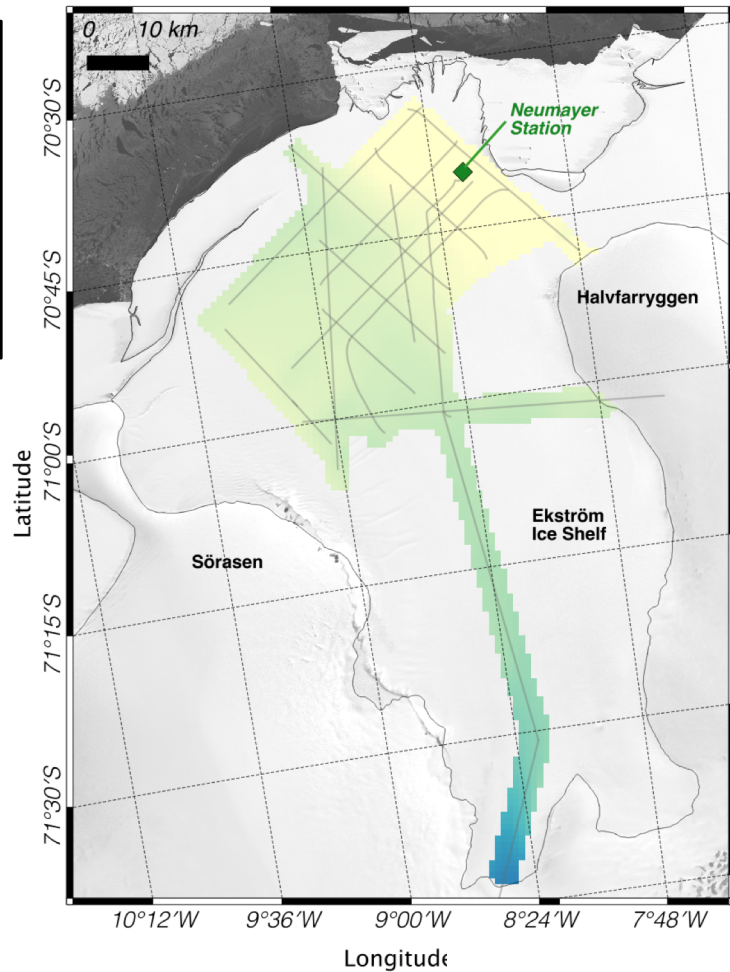 0 10 km
Neumayer
Station
70°30'S
70°45'S
Halvfarryggen
71°00'S
Latitude
Ekström
Ice Shelf
Sörasen
71°15'S
71°30'S
10°12'W 9°36'W 9°00'W 8°24'W 7°48'W
Longitud